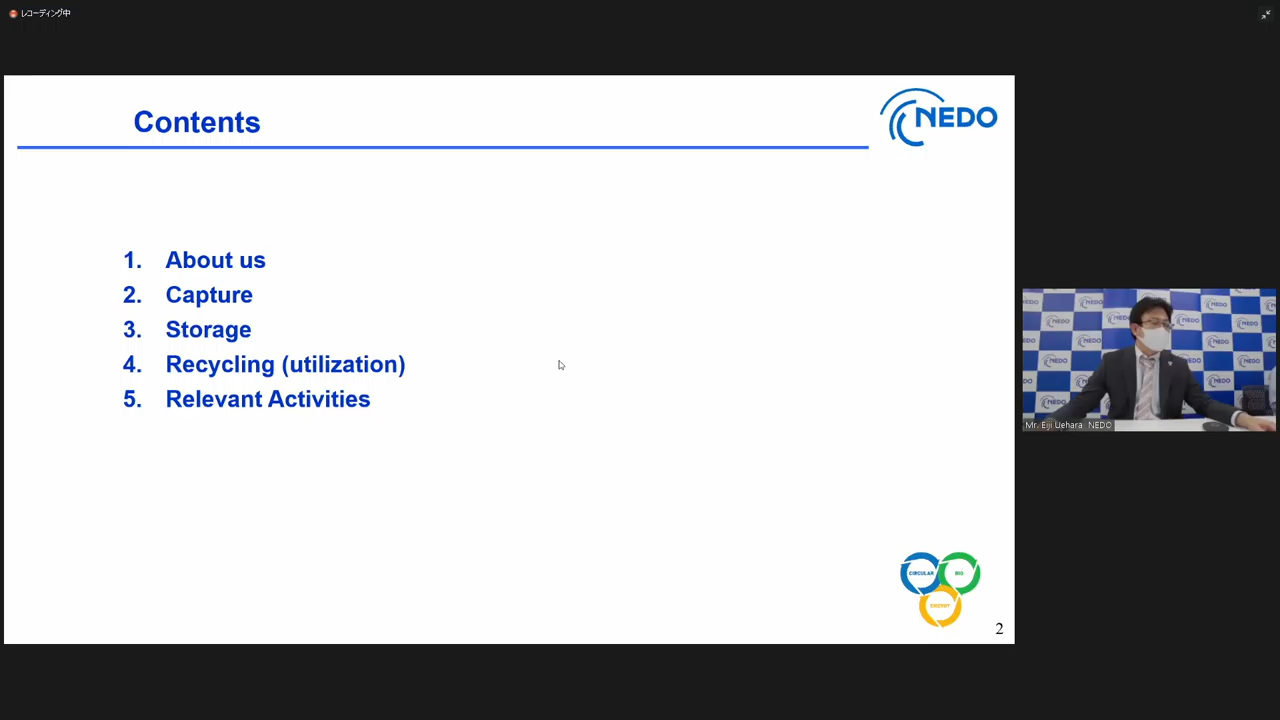 レコーディング中
Contents
NEDO
1. About us
2. Capture
3. Storage
4. Recycling (utilization)
5. Relevant Activities
CIRCULAR
BIO
ENERGY
2
Mr. Eiji Uehara NEDO